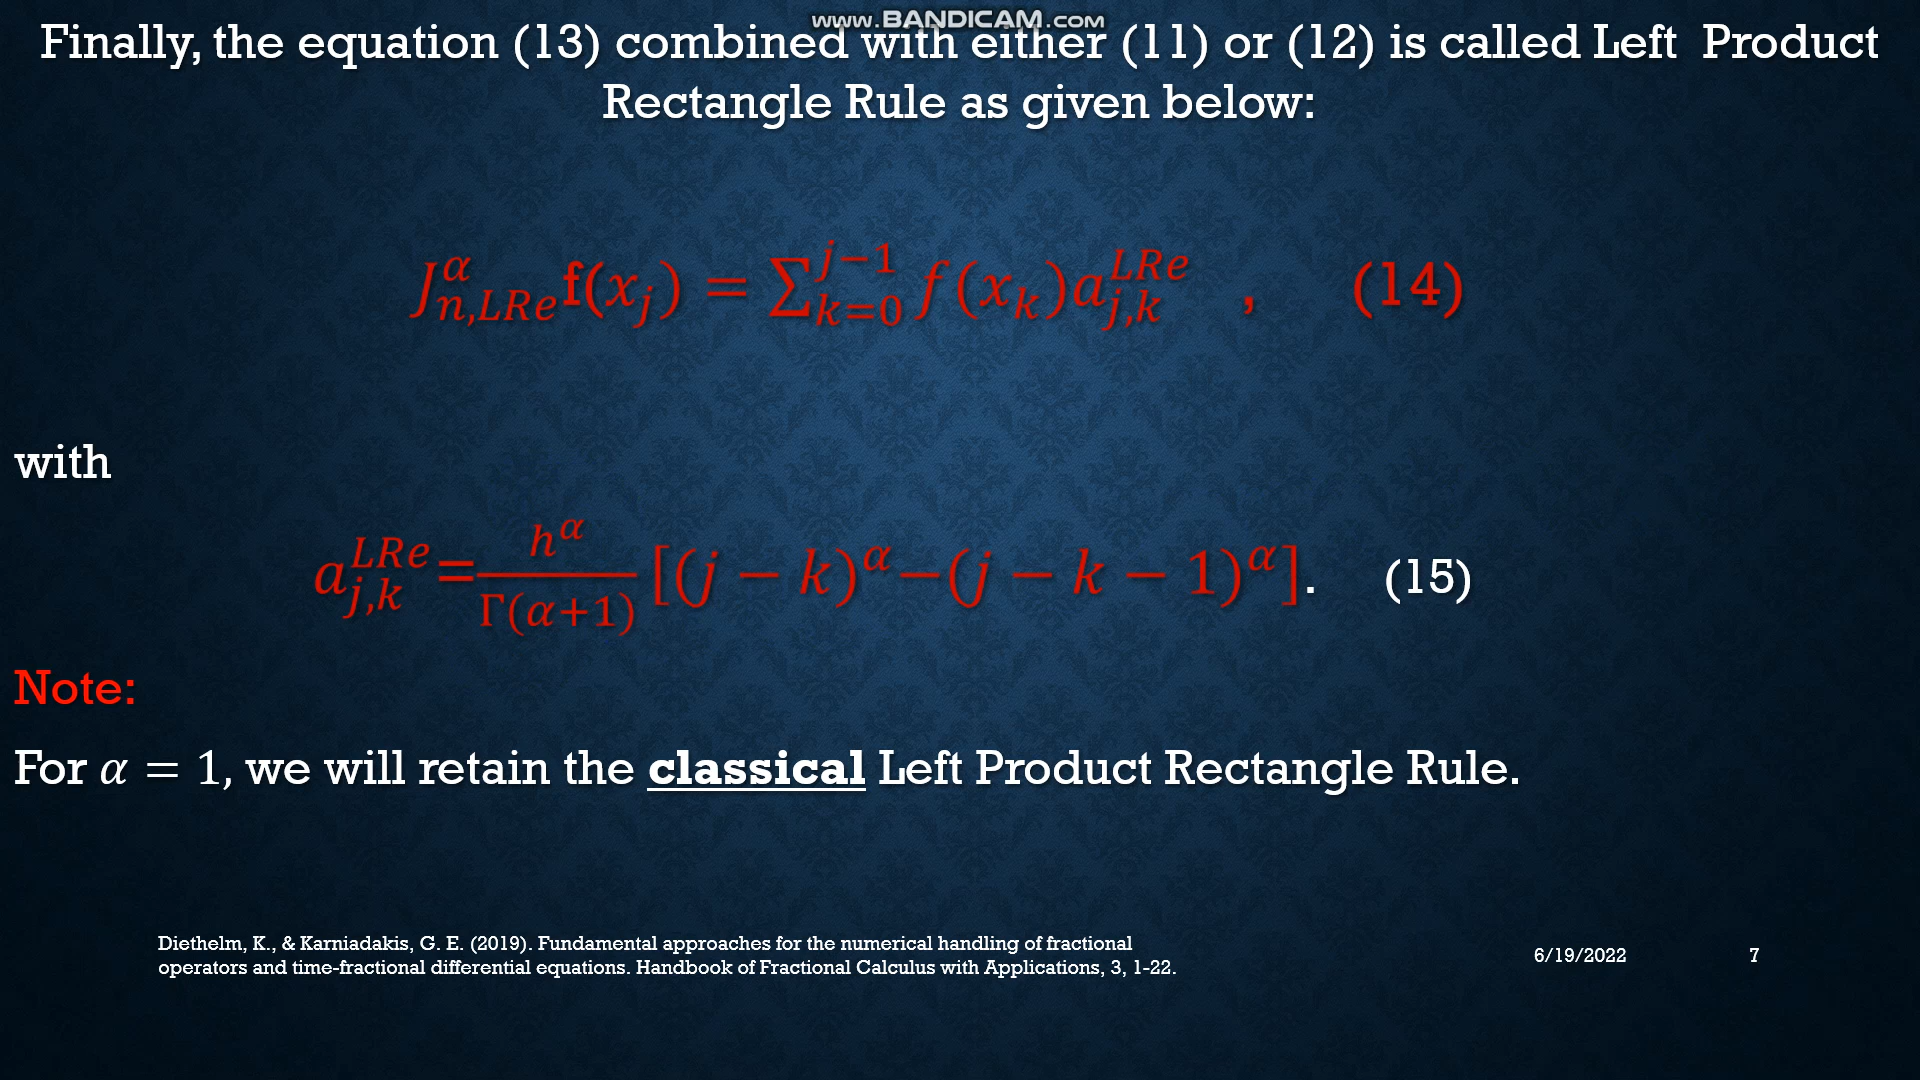 www.BANDICAM.com
Finally, the equation (13) combined with either (11) or (12) is called Left Product
Rectangle Rule as given below:
J_{n,LRe}^{α}f(x_j) = ∑_{k=0}^{j−1} f(x_k)a_{j,k}^{LRe} , (14)
with
a_{j,k}^{LRe}=\frac{h^α}{Γ(α+1)} [(j − k)^α−(j − k − 1)^α]. (15)
Note:
For α = 1, we will retain the classical Left Product Rectangle Rule.
Diethelm, K., & Karniadakis, G. E. (2019). Fundamental approaches for the numerical handling of fractional
operators and time-fractional differential equations. Handbook of Fractional Calculus with Applications, 3, 1-22.
6/19/2022
7